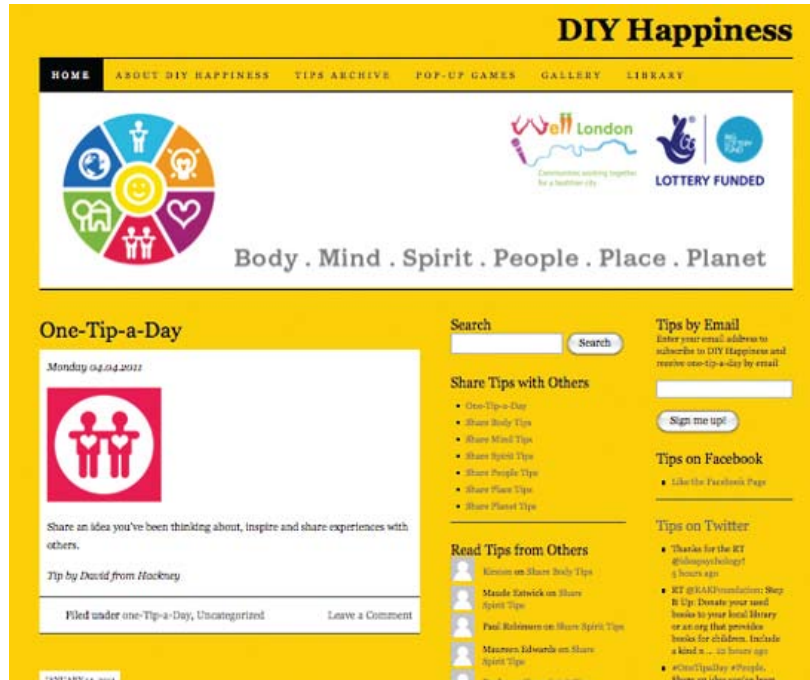 DIY Happiness
HOME ABOUT DIY HAPPINESS TIPS ARCHIVE POP-UP GAMES GALLERY LIBRARY
Well London
Communities working together
for a healthier city
LOTTERY FUNDED
Body . Mind . Spirit . People . Place . Planet
One-Tip-a-Day
Monday 04.04.2011
Share an idea you've been thinking about, inspire and share experiences with
others.
Tip by David from Hackney
Filed under one-Tip-a-Day, Uncategorized Leave a Comment
Search
Search
Share Tips with Others
One-Tip-a-Day
Share Body Tips
Share Mind Tips
Share Spirit Tips
Share People Tips
Share Place Tips
Share Planet Tips
Read Tips from Others
on Share Body Tips
Maude Estwick on Share
Spirit Tips
Paul Robinson on Share Spirit Tips
Maureen Edwards on Share
Spirit Tips
Tips by Email
Enter your email address to
subscribe to DIY Happiness and
receive one-tip-a-day by email
Sign me up!
Tips on Facebook
Like the Facebook Page
Tips on Twitter
Thanks for the RT
@ideapsychology!
5 hours ago
RT @RAKFoundation: Step
It Up: Donate your used
books to your local library
or an org that provides
books for children. Include
a kind n ... 10 hours ago
#OneTipaDay #People.